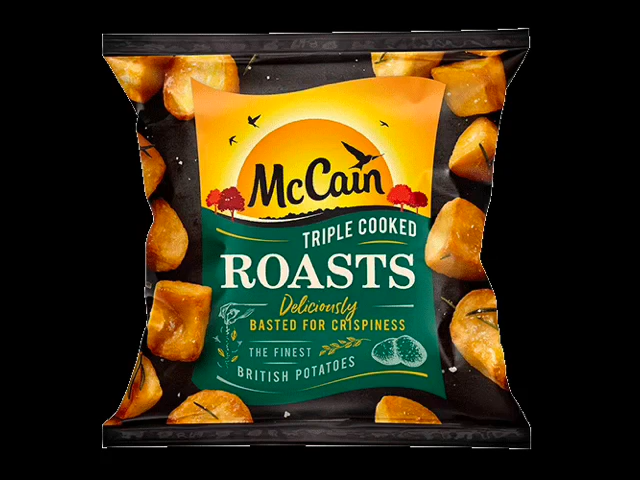 McCain
TRIPLE COOKED
ROASTS
Deliciously
BASTED FOR CRISPINESS
THE FINEST
BRITISH POTATOES